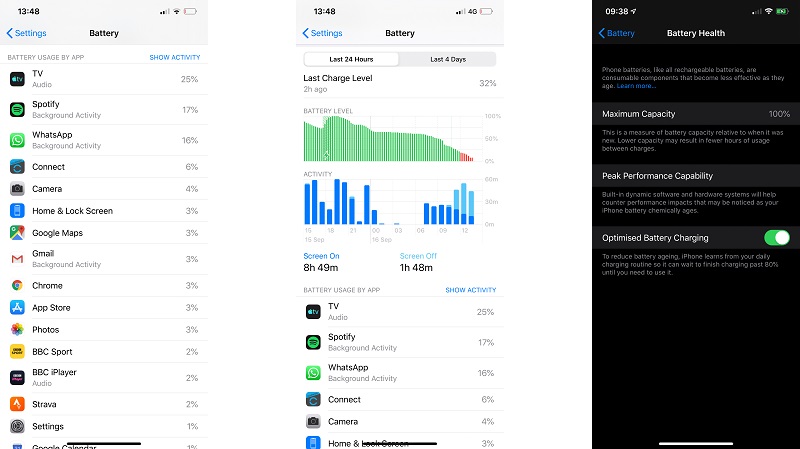 13:48
Settings
Battery
BATTERY USAGE BY APP SHOW ACTIVITY
TV
Audio
25%
Spotify
Background Activity
17%
WhatsApp
Background Activity
16%
Connect 6%
Camera 4%
Home & Lock Screen 3%
Google Maps 3%
Gmail
Background Activity
3%
Chrome 3%
App Store 3%
Photos 3%
BBC Sport 2%
BBC iPlayer
Audio
2%
Strava 2%
Settings 1%
Google Calendar 1%
13:48 4G
Settings
Battery
Last 24 Hours Last 4 Days
Last Charge Level
2h ago
32%
BATTERY LEVEL
100%
50%
0%
ACTIVITY
60m
30m
0m
15 18 21 00 03 06 09 12
15 Sep 16 Sep
Screen On Screen Off
8h 49m 1h 48m
BATTERY USAGE BY APP SHOW ACTIVITY
TV
Audio
25%
Spotify
Background Activity
17%
WhatsApp
Background Activity
16%
Connect 6%
Camera 4%
Home & Lock Screen 3%
09:38
Battery
Battery Health
Phone batteries, like all rechargeable batteries, are
consumable components that become less effective as they
age. Learn more...
Maximum Capacity 100%
This is a measure of battery capacity relative to when it was
new. Lower capacity may result in fewer hours of usage
between charges.
Peak Performance Capability
Built-in dynamic software and hardware systems will help
counter performance impacts that may be noticed as your
iPhone battery chemically ages.
Optimised Battery Charging
To reduce battery ageing, iPhone learns from your daily
charging routine so it can wait to finish charging past 80%
until you need to use it.